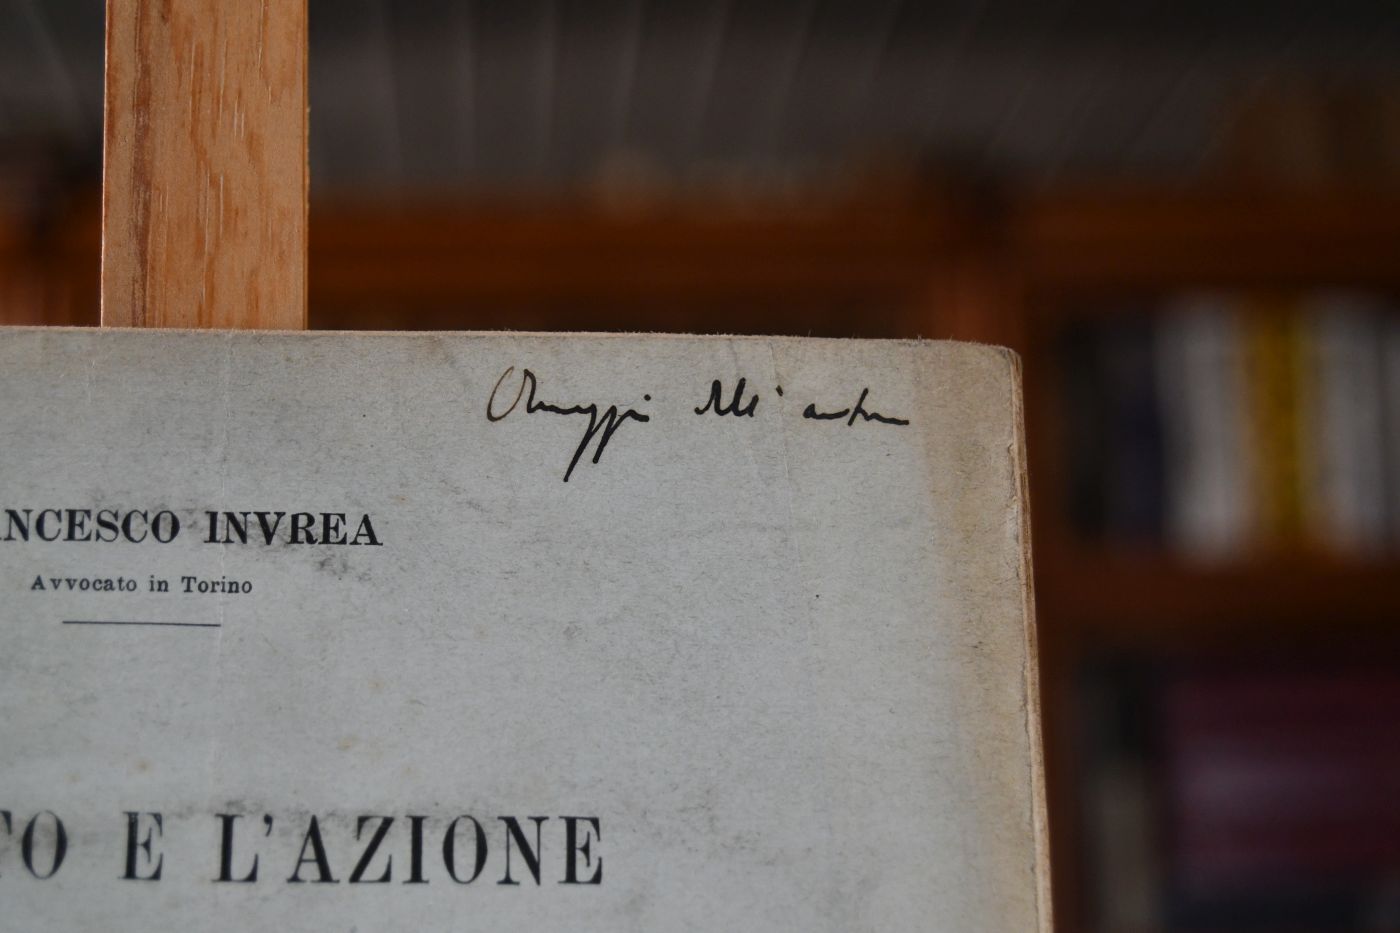 Omaggio dell'autore
ANCESCO INVREA
Avvocato in Torino
TO E L'AZIONE